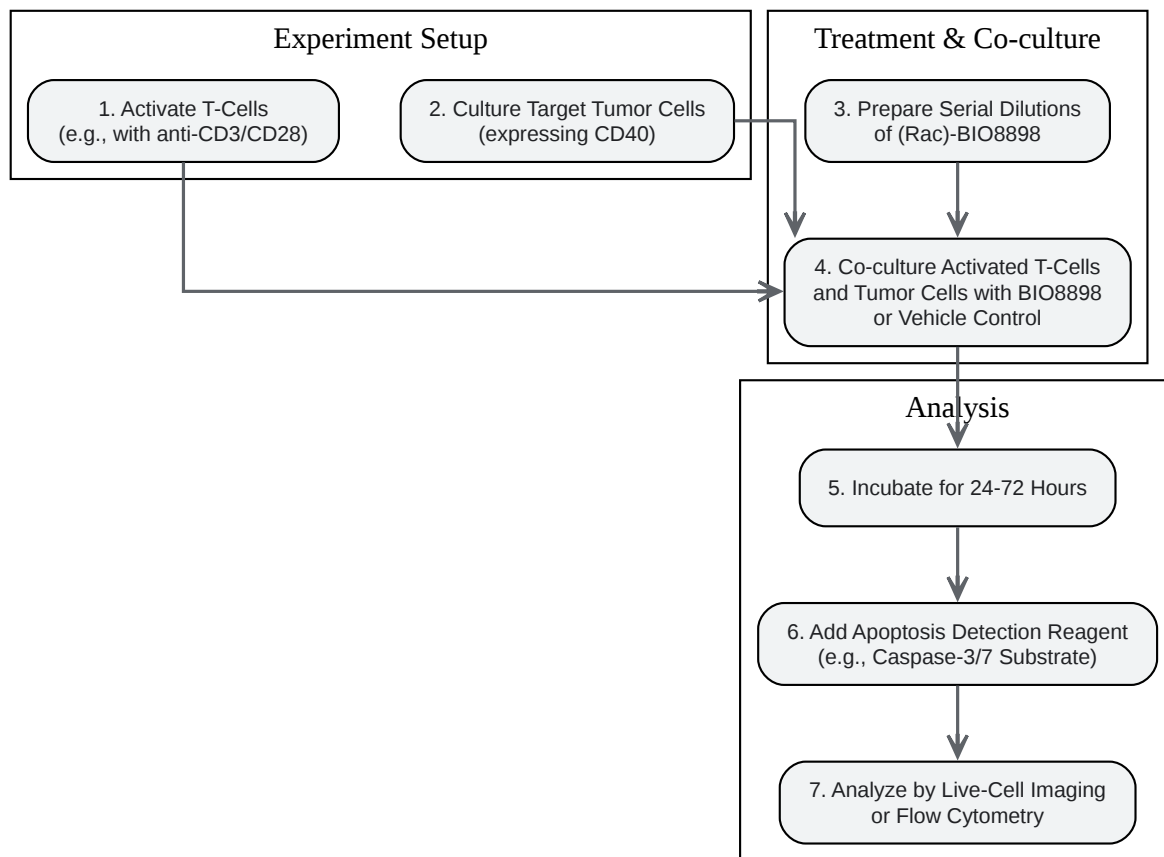 Experiment Setup
1. Activate T-Cells
(e.g., with anti-CD3/CD28)
2. Culture Target Tumor Cells
(expressing CD40)
Treatment & Co-culture
3. Prepare Serial Dilutions
of (Rac)-BIO8898
4. Co-culture Activated T-Cells
and Tumor Cells with BIO8898
or Vehicle Control
Analysis
5. Incubate for 24-72 Hours
6. Add Apoptosis Detection Reagent
(e.g., Caspase-3/7 Substrate)
7. Analyze by Live-Cell Imaging
or Flow Cytometry